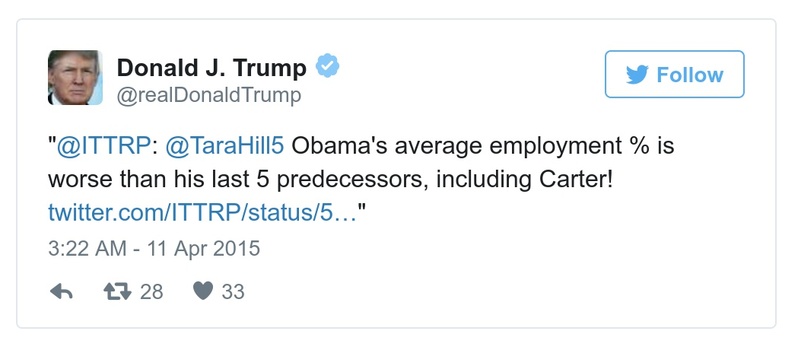 Donald J. Trump
@realDonaldTrump
Follow
"@ITTRP: @TaraHill5 Obama's average employment % is
worse than his last 5 predecessors, including Carter!
twitter.com/ITTRP/status/5…"
3:22 AM - 11 Apr 2015
28 33